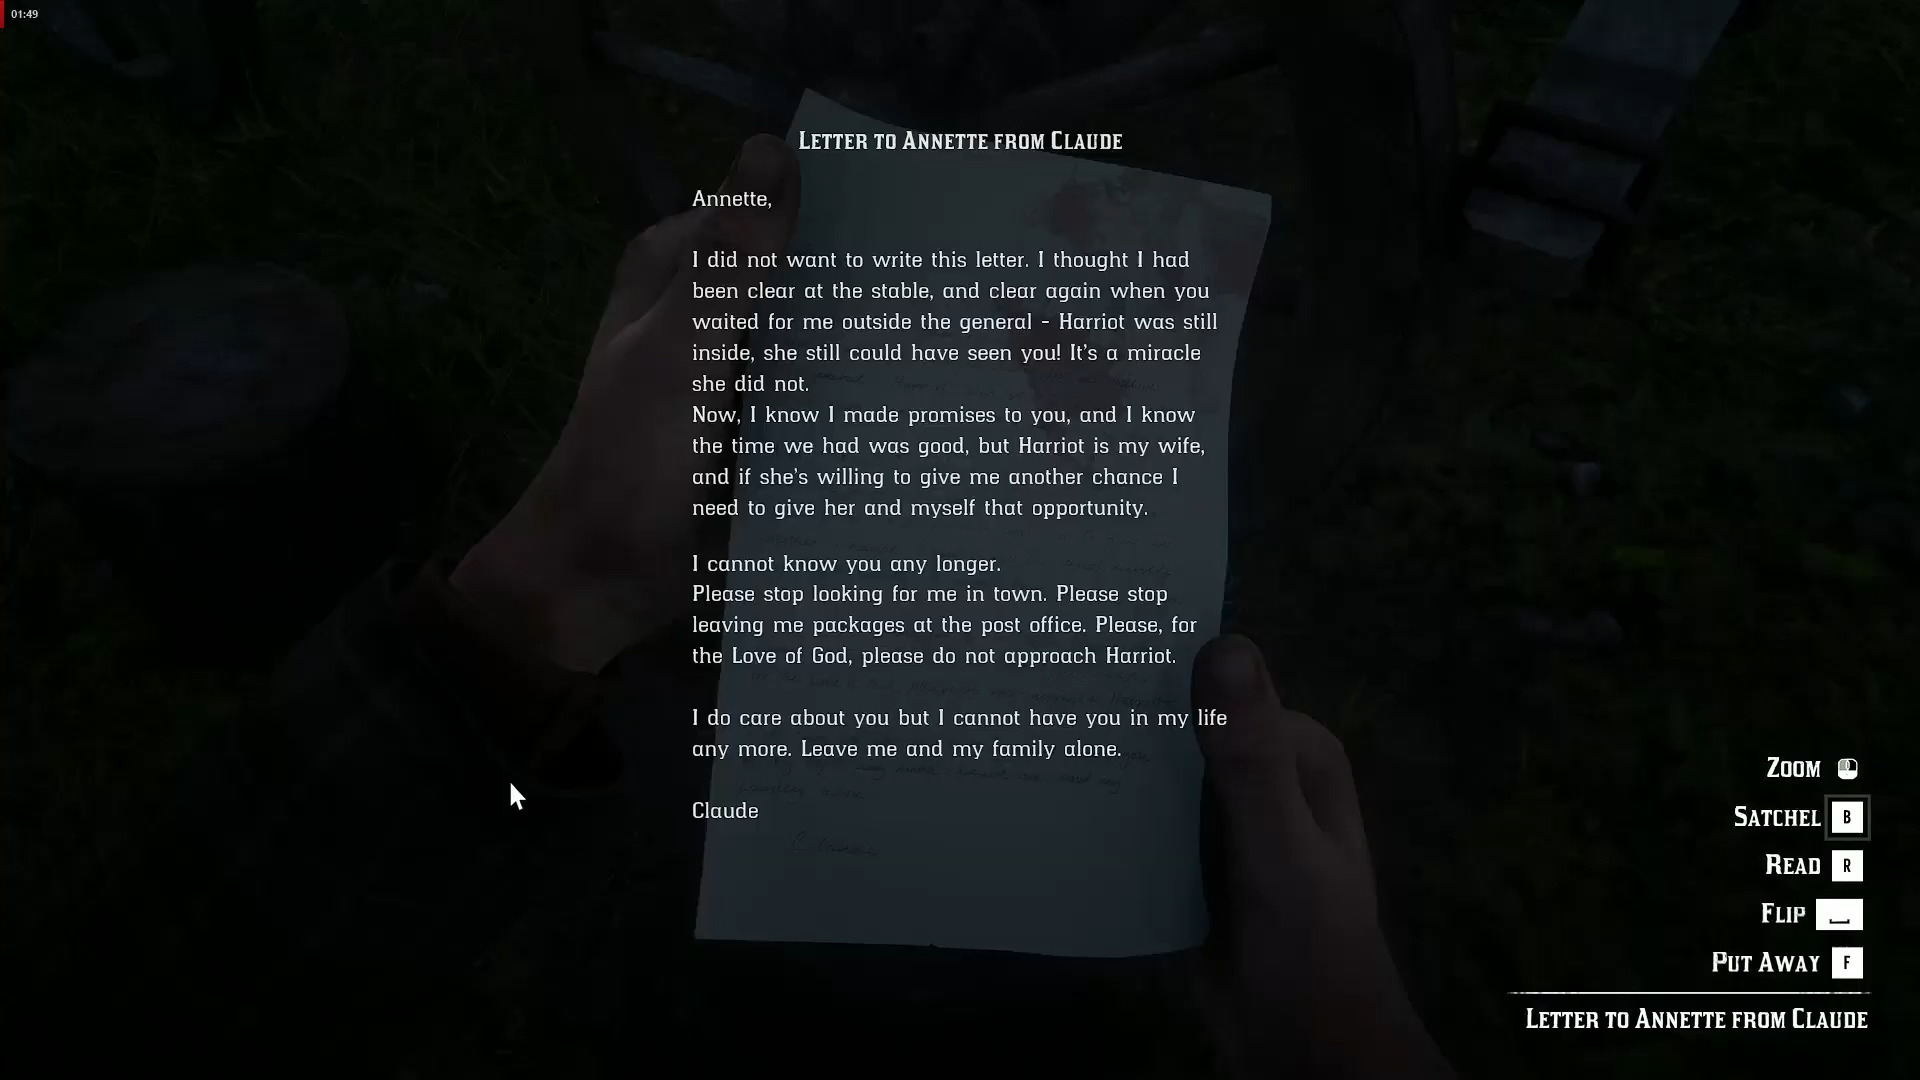 01:49
Letter to Annette from Claude
Annette,
I did not want to write this letter. I thought I had
been clear at the stable, and clear again when you
waited for me outside the general - Harriot was still
inside, she still could have seen you! It's a miracle
she did not.
Now, I know I made promises to you, and I know
the time we had was good, but Harriot is my wife,
and if she's willing to give me another chance I
need to give her and myself that opportunity.
I cannot know you any longer.
Please stop looking for me in town. Please stop
leaving me packages at the post office. Please, for
the Love of God, please do not approach Harriot.
I do care about you but I cannot have you in my life
any more. Leave me and my family alone.
Claude
Zoom
Satchel B
Read R
Flip
Put Away F
Letter to Annette from Claude